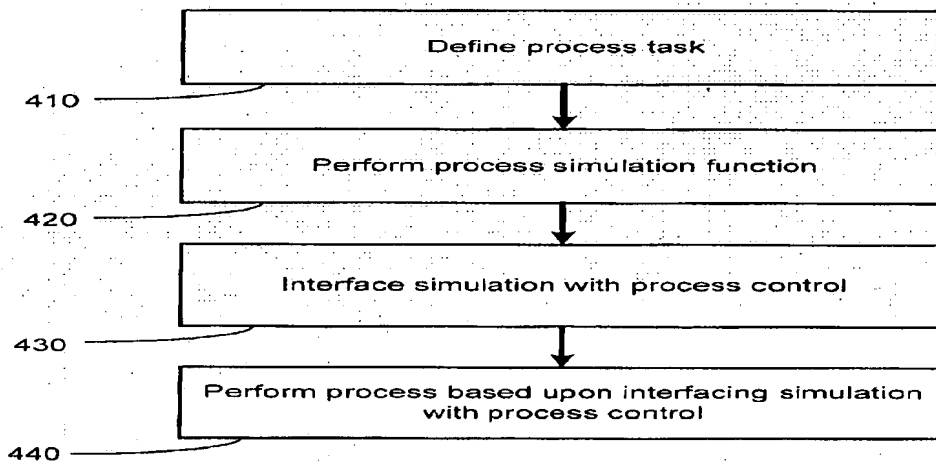 Define process task
410
Perform process simulation function
420
Interface simulation with process control
430
Perform process based upon interfacing simulation
with process control
440